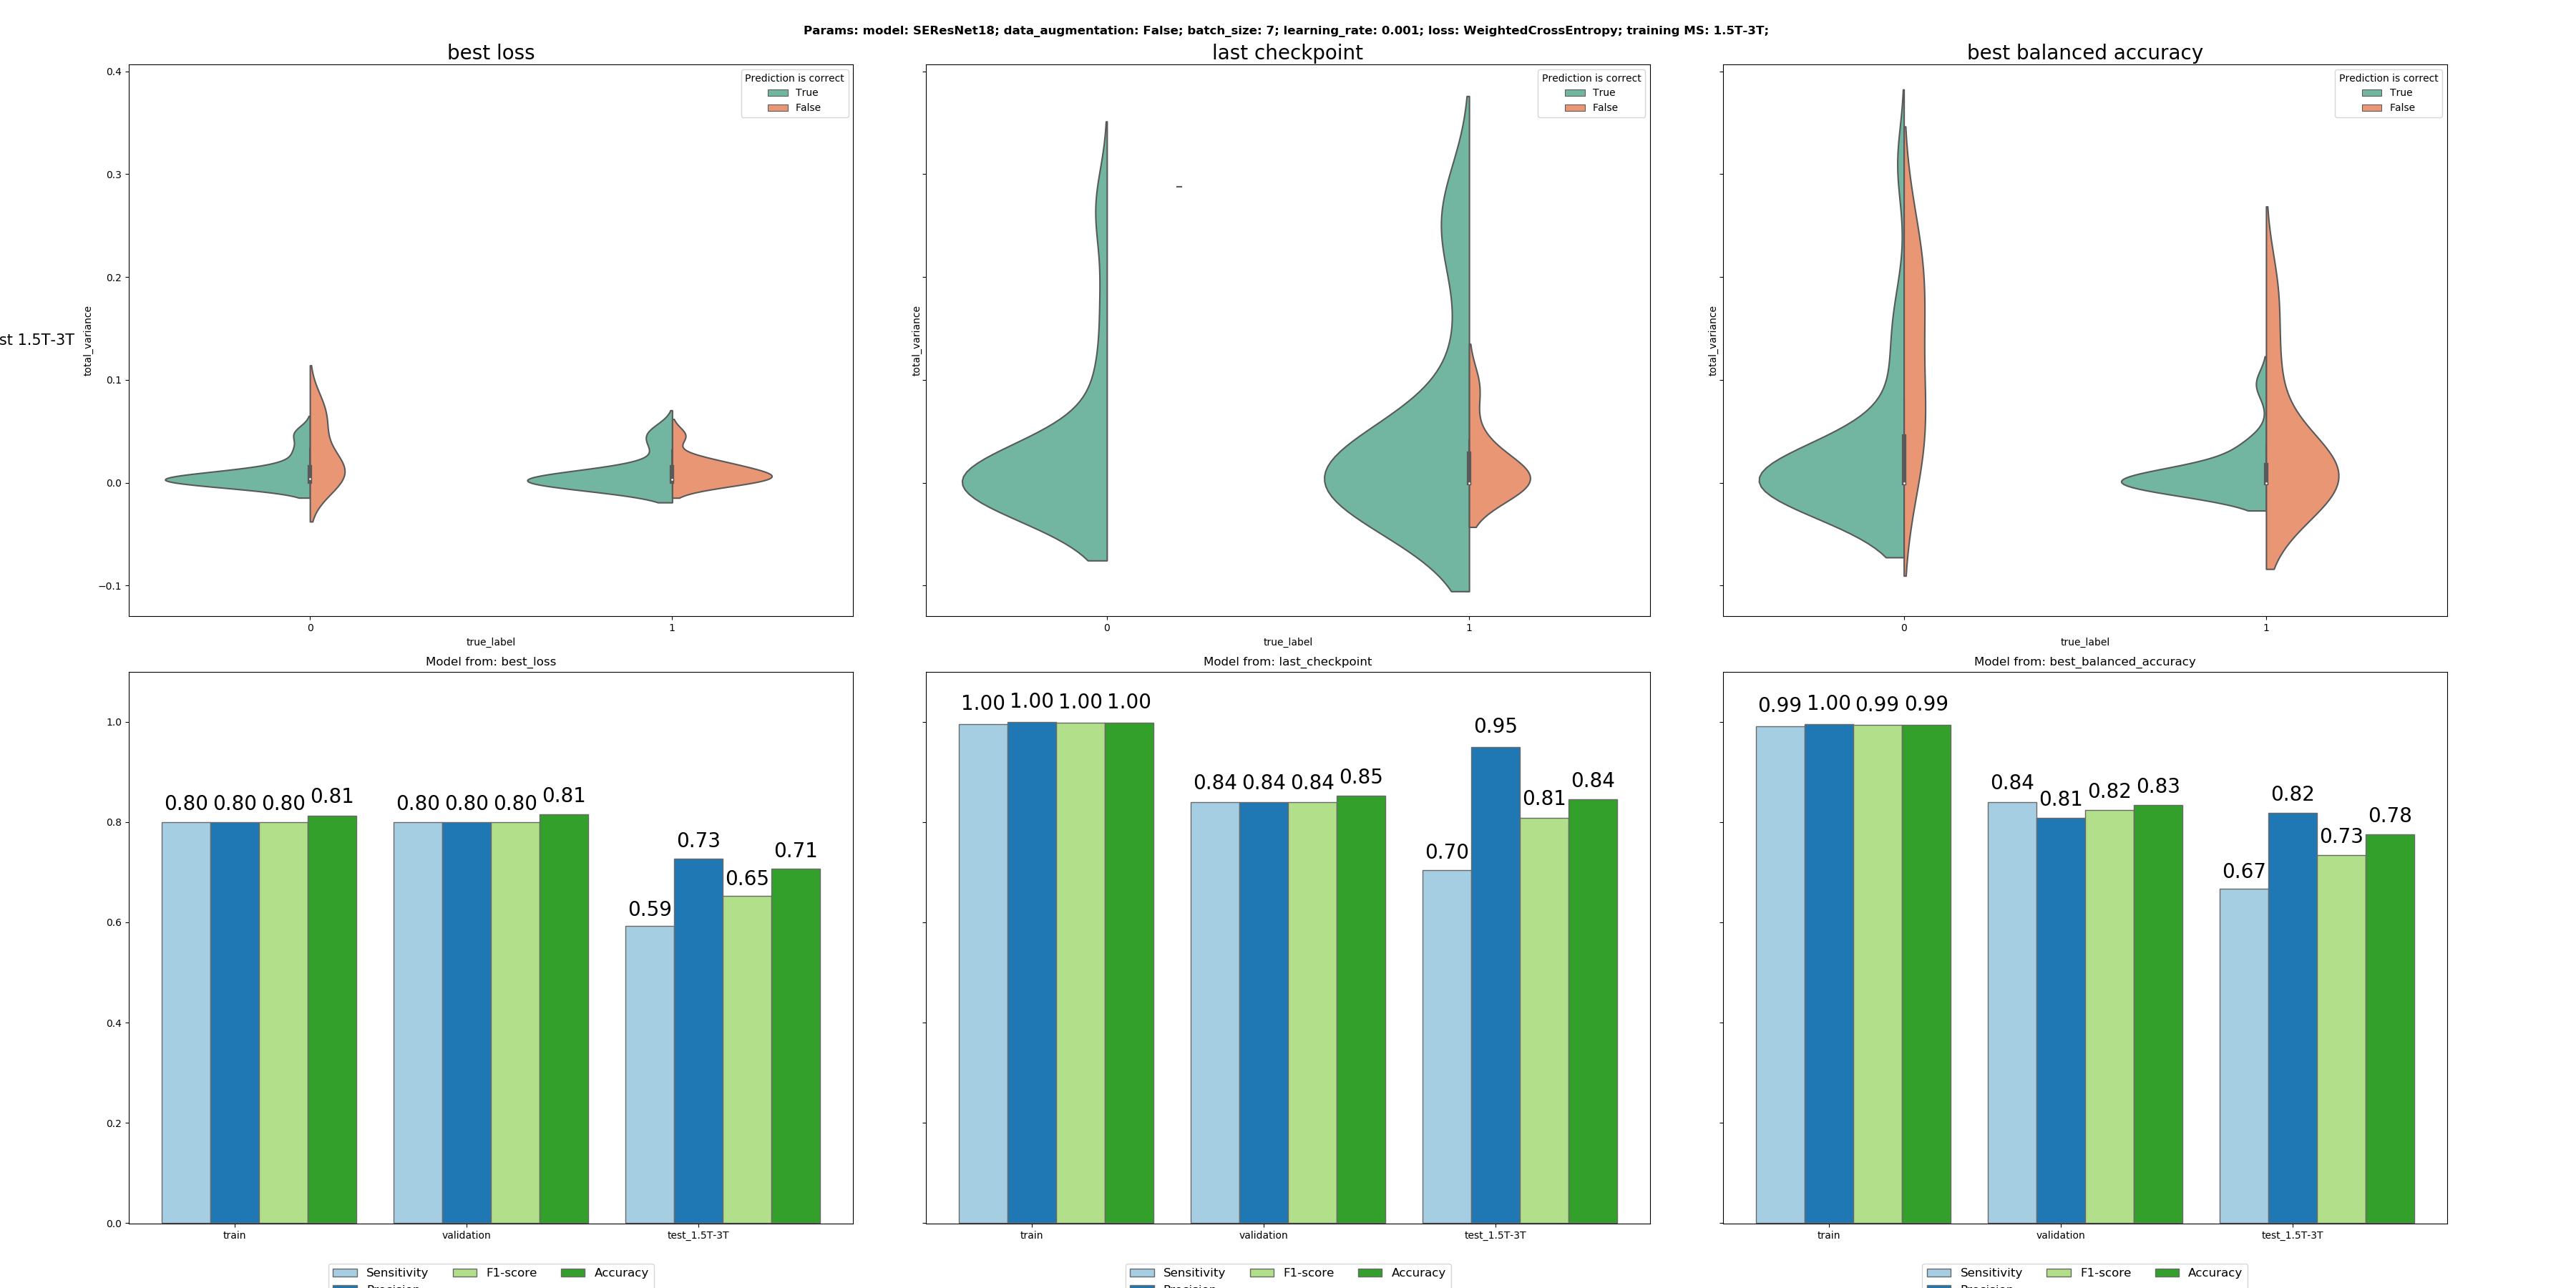 Params: model: SEResNet18; data_augmentation: False; batch_size: 7; learning_rate: 0.001; loss: WeightedCrossEntropy; training MS: 1.5T-3T;
best loss
last checkpoint
best balanced accuracy
st 1.5T-3T
total_variance
0.4
0.3
0.2
0.1
0.0
−0.1
Prediction is correct
True
False
0
1
true_label
total_variance
Prediction is correct
True
False
0
1
true_label
total_variance
Prediction is correct
True
False
0
1
true_label
Model from: best_loss
1.0
0.8
0.6
0.4
0.2
0.0
0.80 0.80 0.80 0.81
0.80 0.80 0.80 0.81
0.59 0.73 0.65 0.71
train
validation
test_1.5T-3T
Sensitivity
F1-score
Accuracy
Model from: last_checkpoint
1.00 1.00 1.00 1.00
0.84 0.84 0.84 0.85
0.70 0.95 0.81 0.84
train
validation
test_1.5T-3T
Sensitivity
F1-score
Accuracy
Model from: best_balanced_accuracy
0.99 1.00 0.99 0.99
0.84 0.81 0.82 0.83
0.67 0.82 0.73 0.78
train
validation
test_1.5T-3T
Sensitivity
F1-score
Accuracy